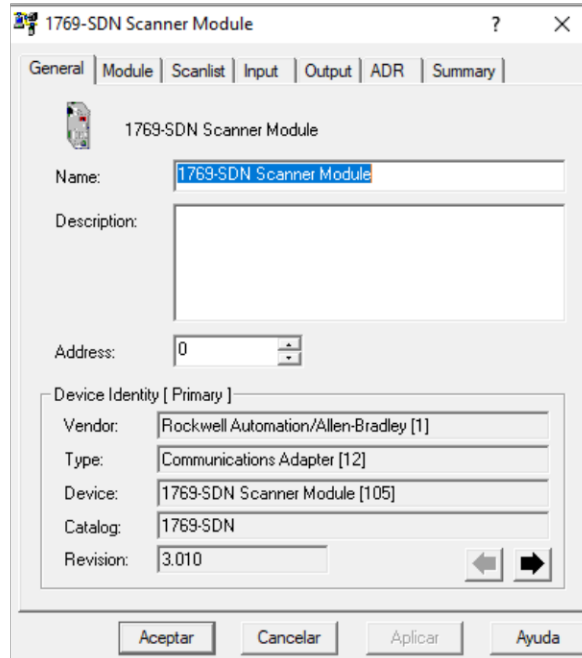 1769-SDN Scanner Module ? ×
General Module Scanlist Input Output ADR Summary
1769-SDN Scanner Module
Name: 1769-SDN Scanner Module
Description:
Address: 0
Device Identity [ Primary ]
Vendor: Rockwell Automation/Allen-Bradley [1]
Type: Communications Adapter [12]
Device: 1769-SDN Scanner Module [105]
Catalog: 1769-SDN
Revision: 3.010
Aceptar Cancelar Aplicar Ayuda